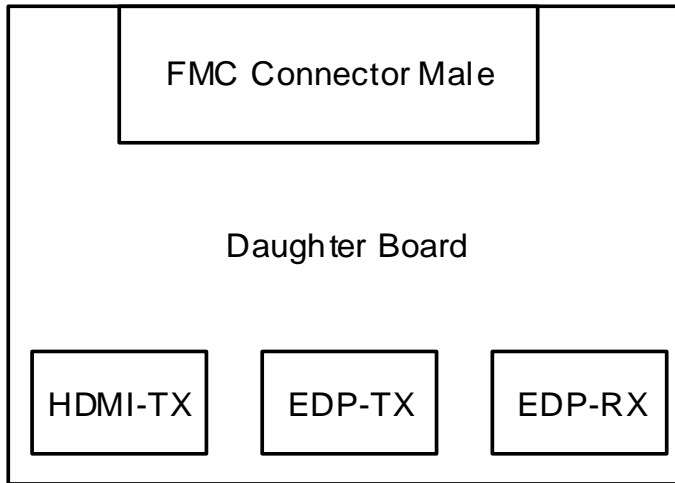 FMC Connector Male
Daughter Board
HDMI-TX
EDP-TX
EDP-RX